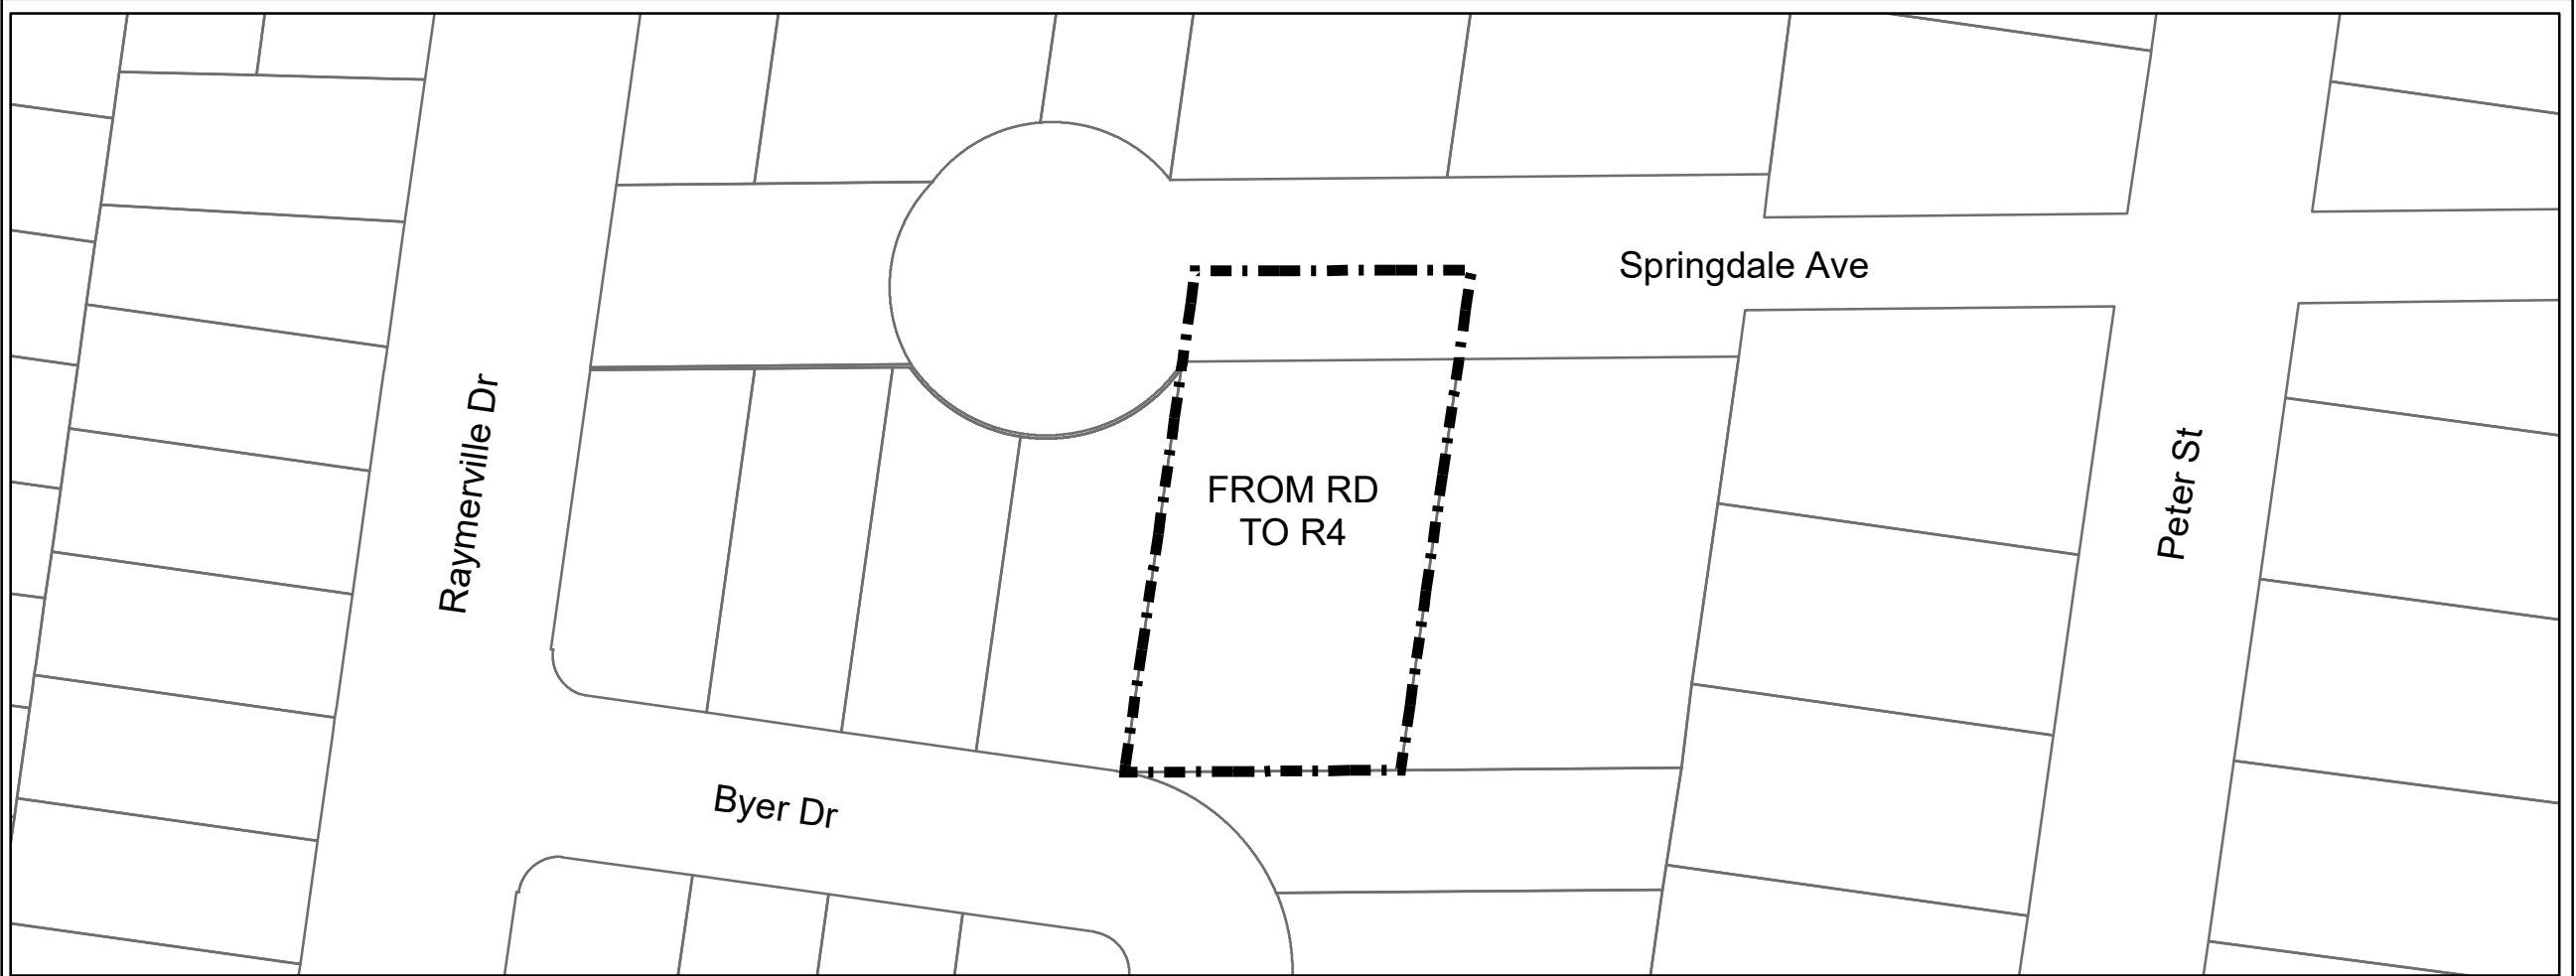 Springdale Ave
Raymerville Dr
FROM RD
TO R4
Peter St
Byer Dr